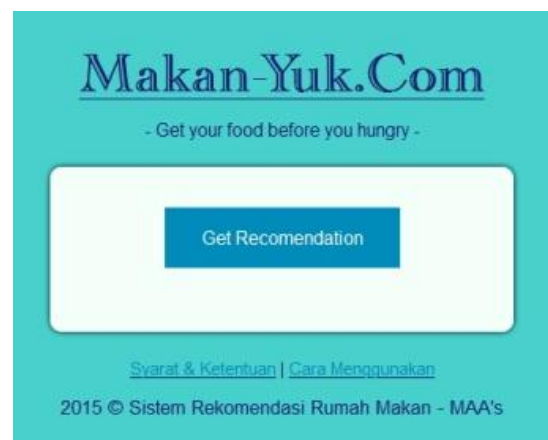 Makan-Yuk.Com
- Get your food before you hungry -
Get Recomendation
Syarat & Ketentuan | Cara Menggunakan
2015 © Sistem Rekomendasi Rumah Makan - MAA's